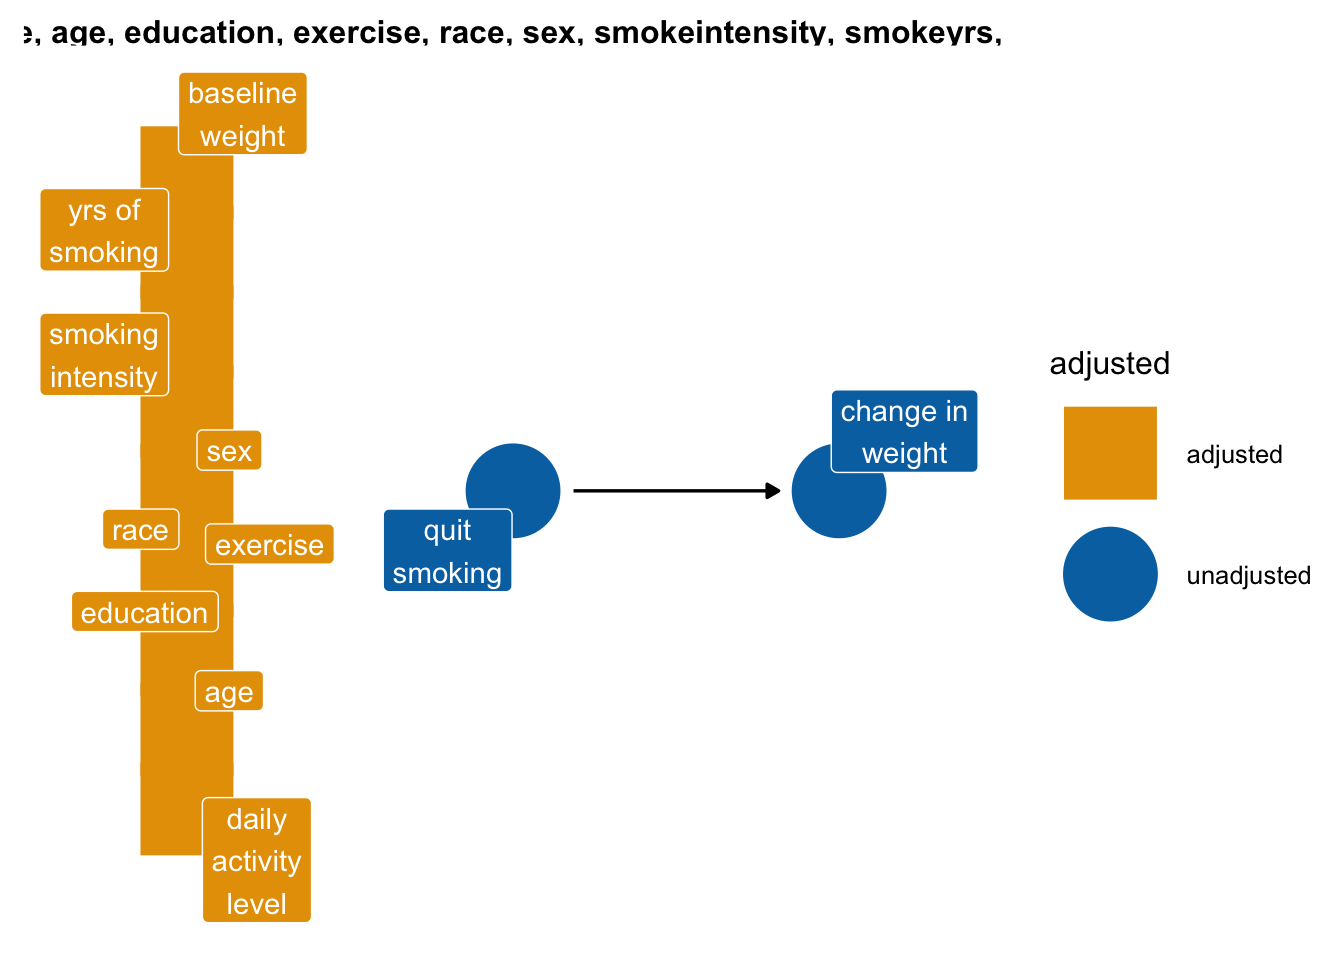 age, education, exercise, race, sex, smokeintensity, smokeyrs,
baseline
weight
yrs of
smoking
smoking
intensity
sex
race
exercise
education
age
daily
activity
level
quit
smoking
change in
weight
adjusted
adjusted
unadjusted